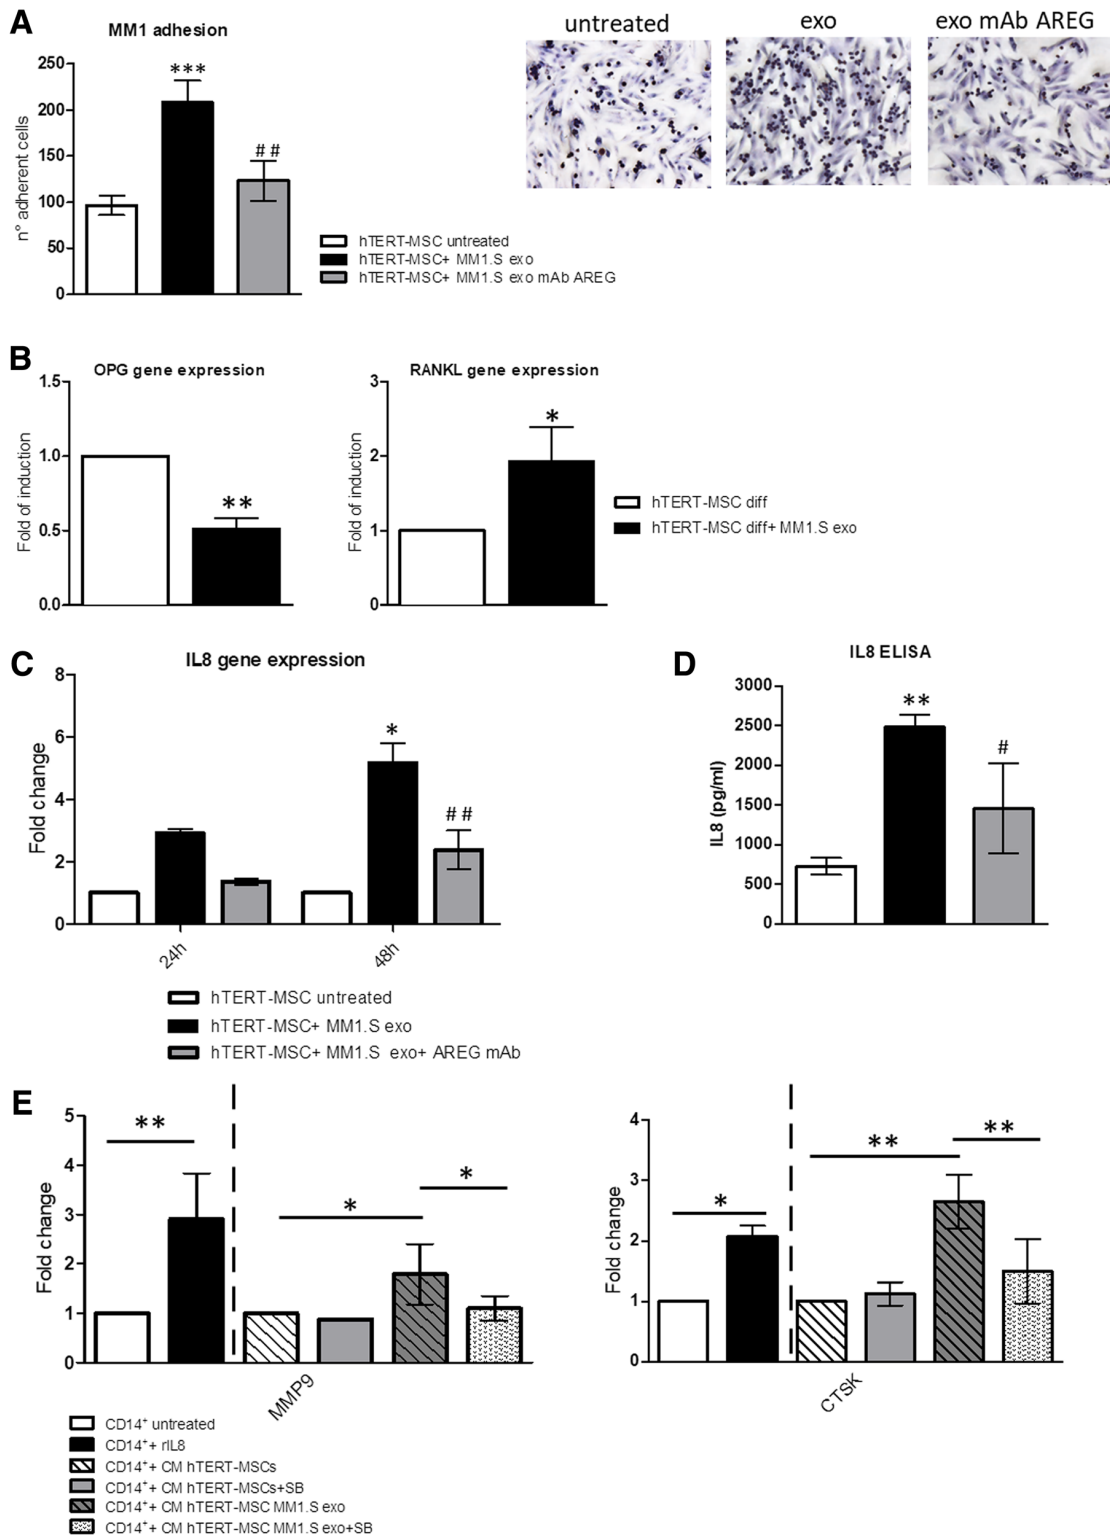 A
MM1 adhesion
untreated
exo
exo mAb AREG
n° adherent cells
250
200
150
100
50
0
***
##
hTERT-MSC untreated
hTERT-MSC+ MM1.S exo
hTERT-MSC+ MM1.S exo mAb AREG
B
OPG gene expression
Fold of induction
1.5
1.0
0.5
0.0
**
RANKL gene expression
Fold of induction
3
2
1
0
*
hTERT-MSC diff
hTERT-MSC diff+ MM1.S exo
C
IL8 gene expression
Fold change
8
6
4
2
0
*
##
24h
48h
D
IL8 ELISA
IL8 (pg/ml)
3000
2500
2000
1500
1000
500
0
**
#
hTERT-MSC untreated
hTERT-MSC+ MM1.S exo
hTERT-MSC+ MM1.S exo+ AREG mAb
E
Fold change
5
4
3
2
1
0
**
*
*
MMP9
Fold change
4
3
2
1
0
*
**
**
CTSK
CD14+ untreated
CD14++ rIL8
CD14++ CM hTERT-MSCs
CD14++ CM hTERT-MSCs+SB
CD14++ CM hTERT-MSC MM1.S exo
CD14++ CM hTERT-MSC MM1.S exo+SB